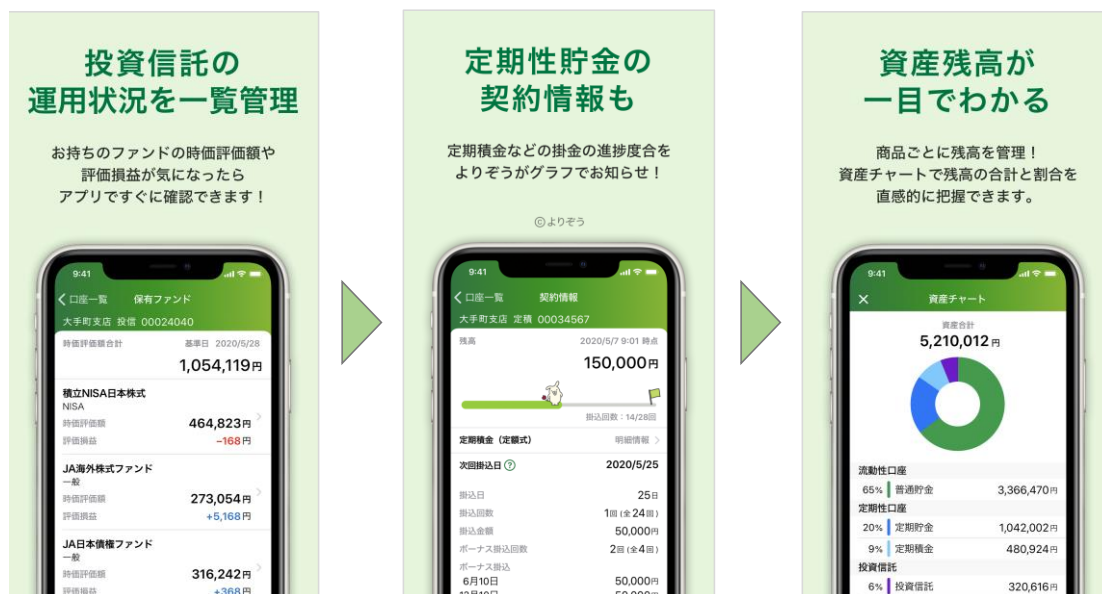 投資信託の
運用状況を一覧管理
お持ちのファンドの時価評価額や
評価損益が気になったら
アプリですぐに確認できます！
9:41
口座一覧 保有ファンド
大手町支店 投信 00024040
時価評価額合計 基準日 2020/5/28
1,054,119円
積立NISA日本株式
NISA
時価評価額 464,823円
評価損益 -168円
JA海外株式ファンド
一般
時価評価額 273,054円
評価損益 +5,168円
JA日本債権ファンド
一般
時価評価額 316,242円
評価損益 +368円
定期性貯金の
契約情報も
定期積金などの掛金の進捗度合を
よりぞうがグラフでお知らせ！
©よりぞう
9:41
口座一覧 契約情報
大手町支店 定積 00034567
残高 2020/5/7 9:01 時点
150,000円
掛込回数：14/28回
定期積金（定額式） 明細情報
次回掛込日 ? 2020/5/25
掛込日 25日
掛込回数 1回 (全24回)
掛込金額 50,000円
ボーナス掛込回数 2回 (全4回)
ボーナス掛込
6月10日 50,000円
12月10日 50,000円
資産残高が
一目でわかる
商品ごとに残高を管理！
資産チャートで残高の合計と割合を
直感的に把握できます。
9:41
× 資産チャート
資産合計
5,210,012円
流動性口座
65% 普通貯金 3,366,470円
定期性口座
20% 定期貯金 1,042,002円
9% 定期積金 480,924円
投資信託
6% 投資信託 320,616円